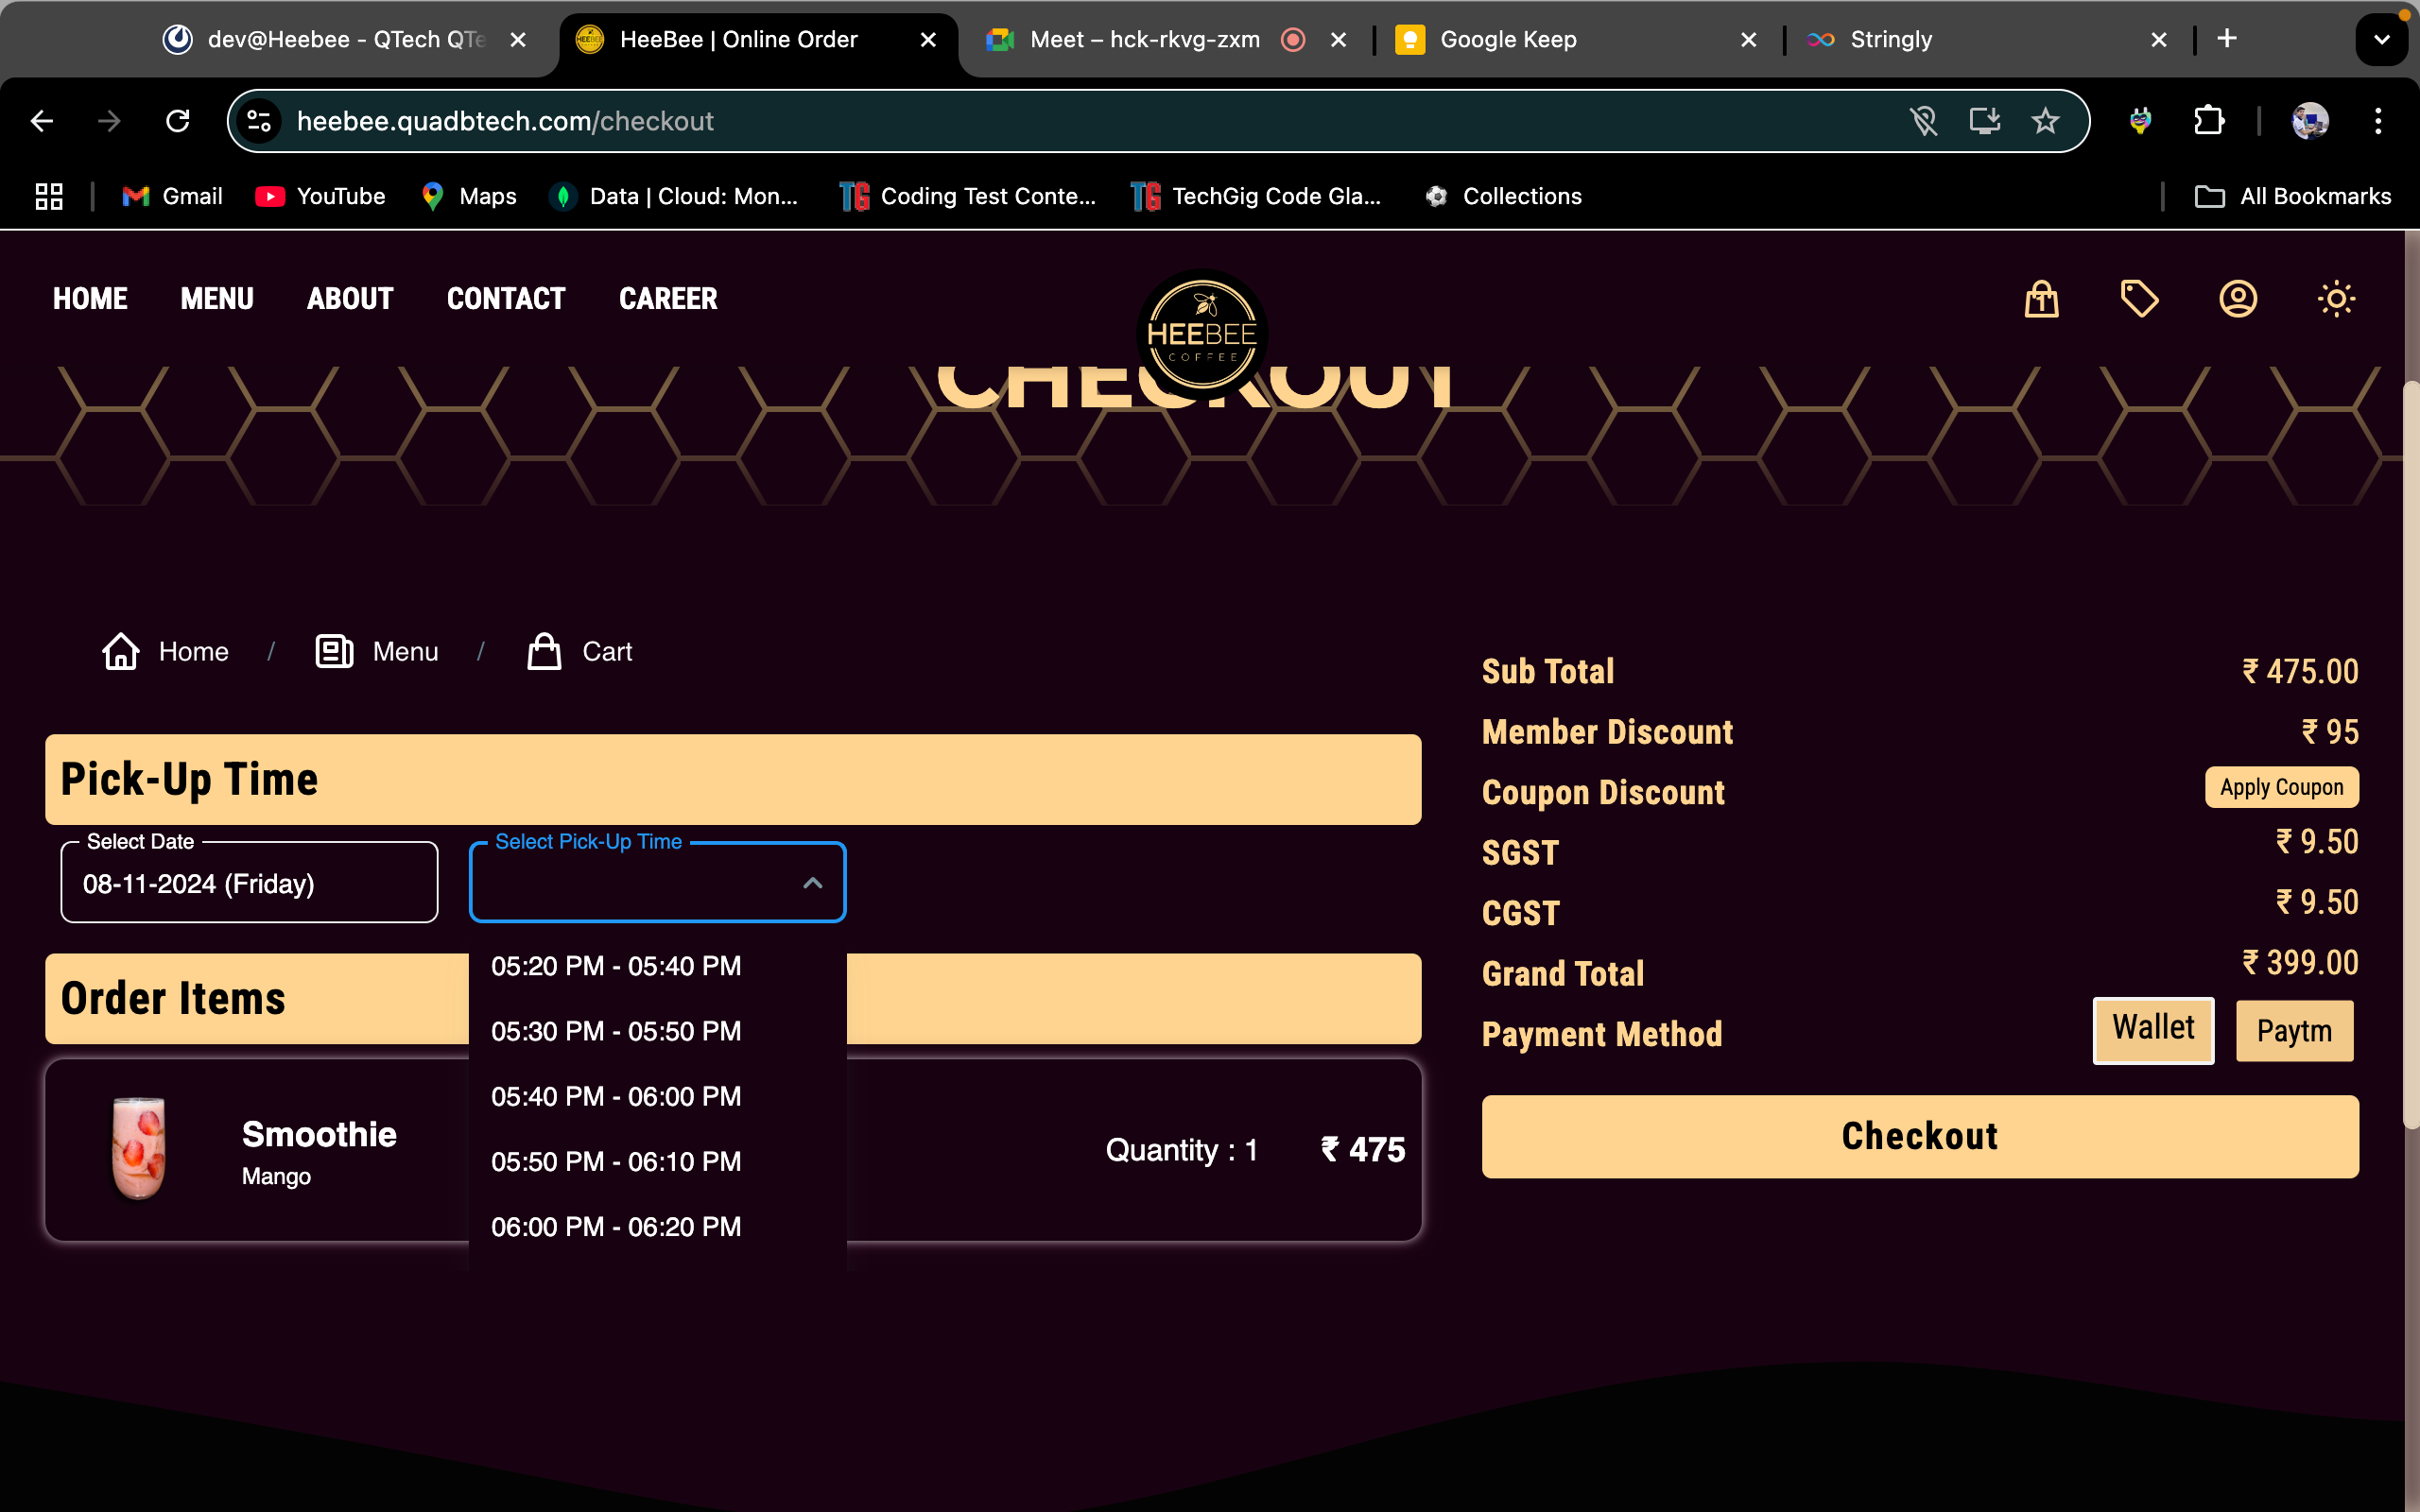 dev@Heebee - QTech QTe
HeeBee | Online Order
Meet – hck-rkvg-zxm
Google Keep
Stringly
heebee.quadbtech.com/checkout
Gmail
YouTube
Maps
Data | Cloud: Mon...
TG Coding Test Conte...
TG TechGig Code Gla...
Collections
All Bookmarks
HOME MENU ABOUT CONTACT CAREER
HEEBEE
COFFEE
1
CHECKOUT
Home / Menu / Cart
Pick-Up Time
Select Date
08-11-2024 (Friday)
Select Pick-Up Time
05:20 PM - 05:40 PM
05:30 PM - 05:50 PM
05:40 PM - 06:00 PM
05:50 PM - 06:10 PM
06:00 PM - 06:20 PM
Order Items
Smoothie
Mango
Quantity : 1 ₹ 475
Sub Total ₹ 475.00
Member Discount ₹ 95
Coupon Discount Apply Coupon
SGST ₹ 9.50
CGST ₹ 9.50
Grand Total ₹ 399.00
Payment Method Wallet Paytm
Checkout